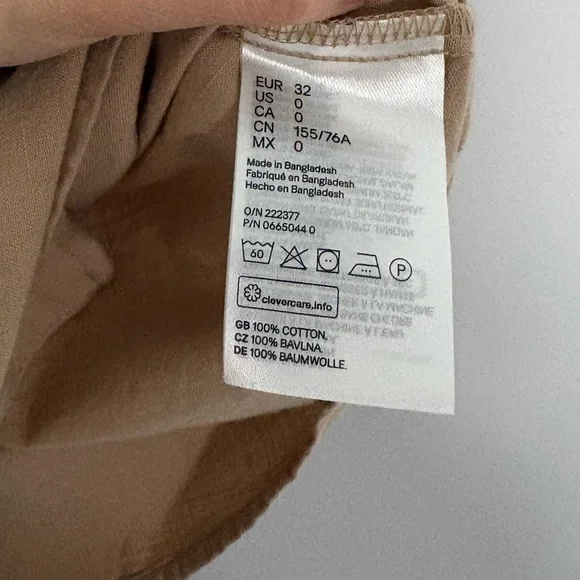 EUR 32
US 0
CA 0
CN 155/76A
MX 0
Made in Bangladesh
Fabriqué en Bangladesh
Hecho en Bangladesh
O/N 222377
P/N 0665044 0
60
P
clevercare.info
GB 100% COTTON,
CZ 100% BAVLNA.
DE 100% BAUMWOLLE.